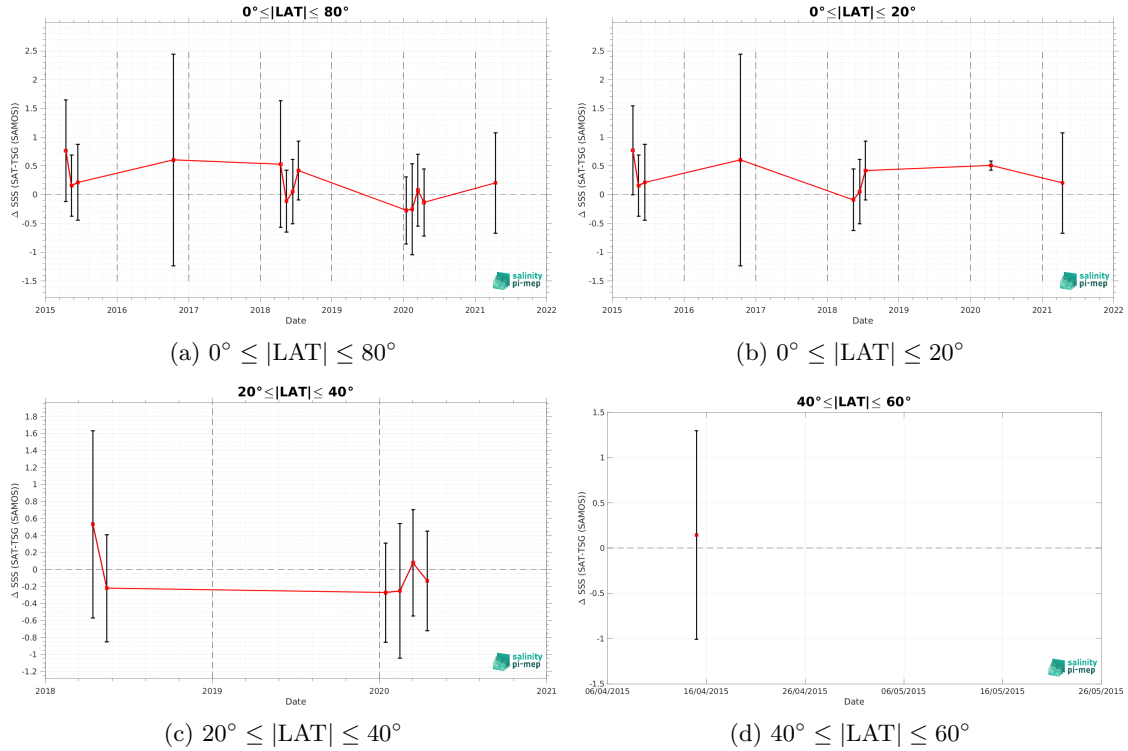 0°≤|LAT|≤ 80°
Δ SSS (SAT-TSG (SAMOS))
2.5
2
1.5
1
0.5
0
-0.5
-1
-1.5
2015 2016 2017 2018 2019 2020 2021 2022
Date
salinity
pi-mep
(a) 0° ≤ |LAT| ≤ 80°
0°≤|LAT|≤ 20°
Δ SSS (SAT-TSG (SAMOS))
2.5
2
1.5
1
0.5
0
-0.5
-1
-1.5
2015 2016 2017 2018 2019 2020 2021 2022
Date
salinity
pi-mep
(b) 0° ≤ |LAT| ≤ 20°
20°≤|LAT|≤ 40°
Δ SSS (SAT-TSG (SAMOS))
1.8
1.6
1.4
1.2
1
0.8
0.6
0.4
0.2
0
-0.2
-0.4
-0.6
-0.8
-1
-1.2
2018 2019 2020 2021
Date
salinity
pi-mep
(c) 20° ≤ |LAT| ≤ 40°
40°≤|LAT|≤ 60°
Δ SSS (SAT-TSG (SAMOS))
1.5
1
0.5
0
-0.5
-1
-1.5
06/04/2015 16/04/2015 26/04/2015 06/05/2015 16/05/2015 26/05/2015
Date
salinity
pi-mep
(d) 40° ≤ |LAT| ≤ 60°